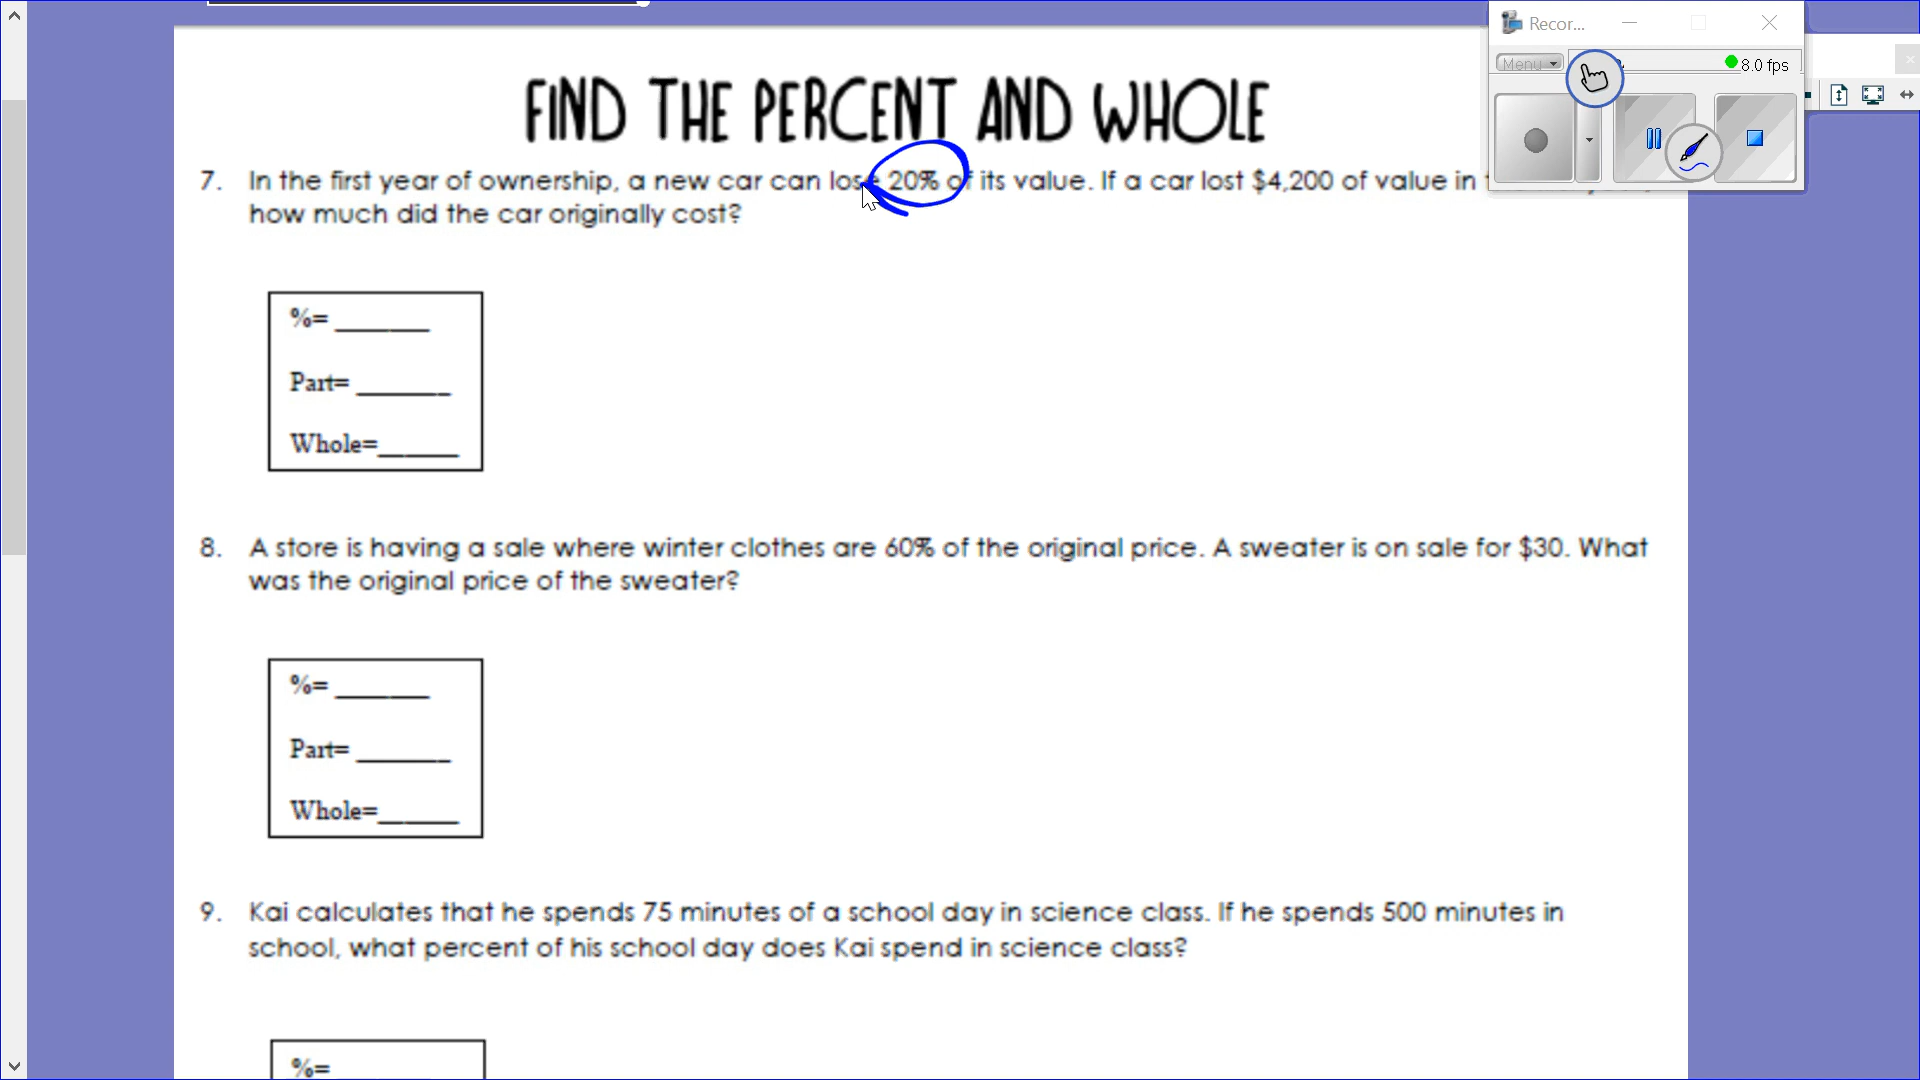 Recor...
Menu
8.0 fps
FIND THE PERCENT AND WHOLE
7. In the first year of ownership, a new car can lose 20% of its value. If a car lost $4,200 of value in
how much did the car originally cost?
%= _______
Part= _______
Whole=______
8. A store is having a sale where winter clothes are 60% of the original price. A sweater is on sale for $30. What
was the original price of the sweater?
%= _______
Part= _______
Whole=______
9. Kai calculates that he spends 75 minutes of a school day in science class. If he spends 500 minutes in
school, what percent of his school day does Kai spend in science class?
%= _______